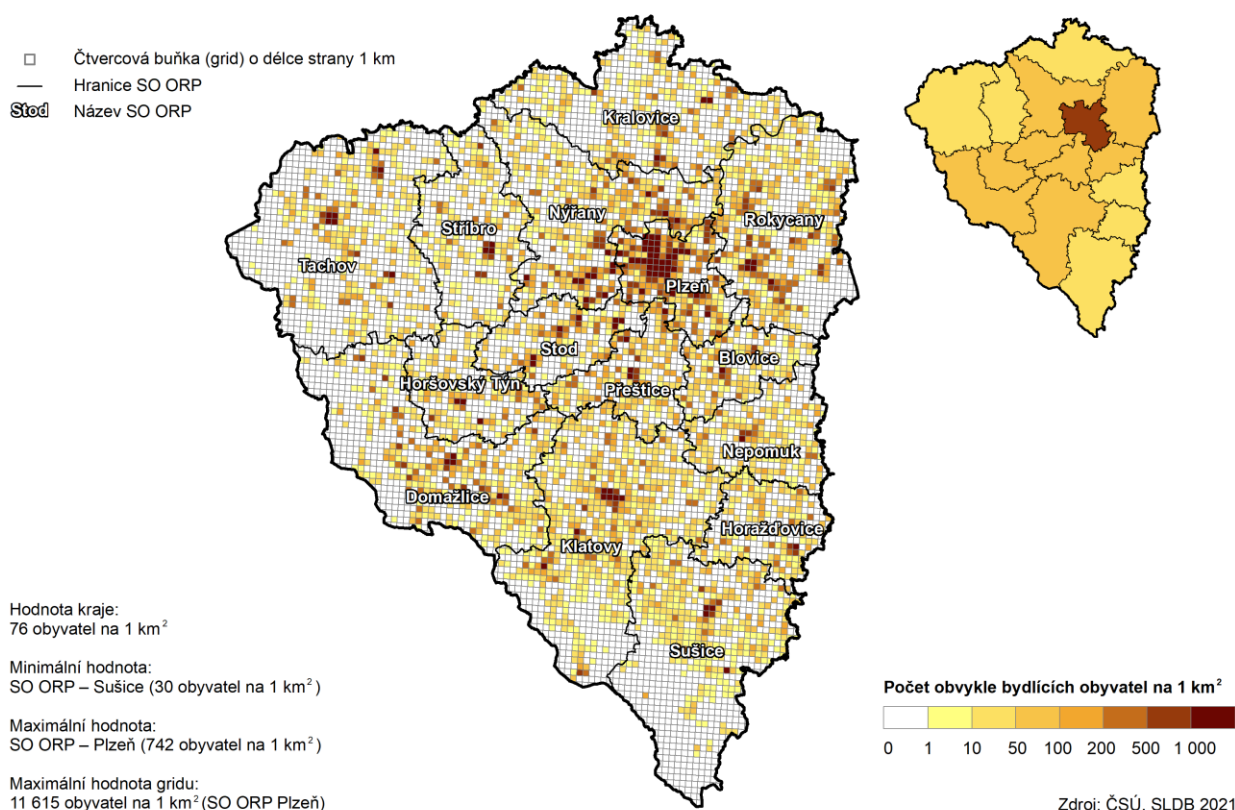 Čtvercová buňka (grid) o délce strany 1 km
Hranice SO ORP
Stod Název SO ORP
Kralovice
Nýřany
Rokycany
Stříbro
Tachov
Plzeň
Stod
Blovice
Horšovský Týn
Přeštice
Nepomuk
Domažlice
Horažďovice
Klatovy
Sušice
Hodnota kraje:
76 obyvatel na 1 km²
Minimální hodnota:
SO ORP – Sušice (30 obyvatel na 1 km²)
Maximální hodnota:
SO ORP – Plzeň (742 obyvatel na 1 km²)
Maximální hodnota gridu:
11 615 obyvatel na 1 km² (SO ORP Plzeň)
Počet obvykle bydlících obyvatel na 1 km²
0 1 10 50 100 200 500 1 000
Zdroj: ČSÚ, SLDB 2021